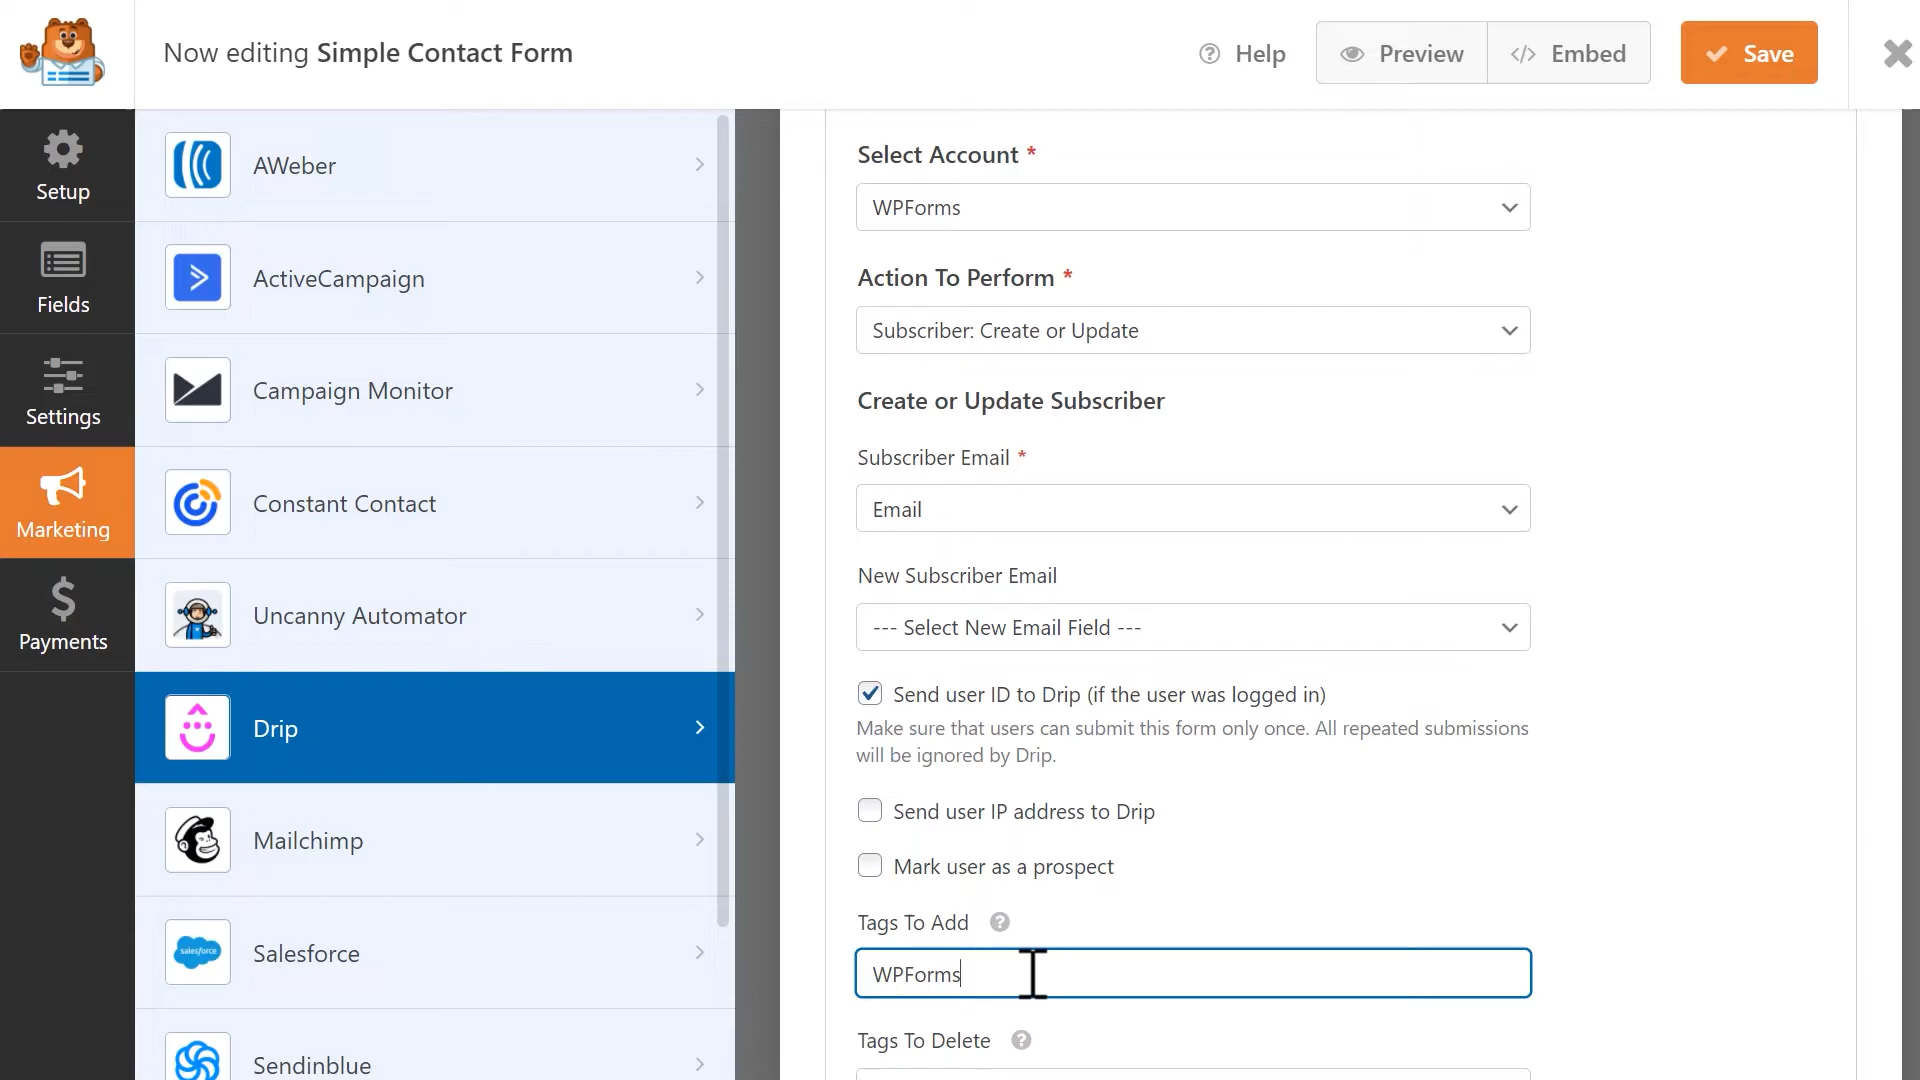 Now editing Simple Contact Form
Help
Preview
Embed
Save
Setup
Fields
Settings
Marketing
Payments
AWeber
ActiveCampaign
Campaign Monitor
Constant Contact
Uncanny Automator
Drip
Mailchimp
salesforce
Salesforce
Sendinblue
Select Account *
WPForms
Action To Perform *
Subscriber: Create or Update
Create or Update Subscriber
Subscriber Email *
Email
New Subscriber Email
--- Select New Email Field ---
Send user ID to Drip (if the user was logged in)
Make sure that users can submit this form only once. All repeated submissions
will be ignored by Drip.
Send user IP address to Drip
Mark user as a prospect
Tags To Add ?
WPForms
Tags To Delete ?